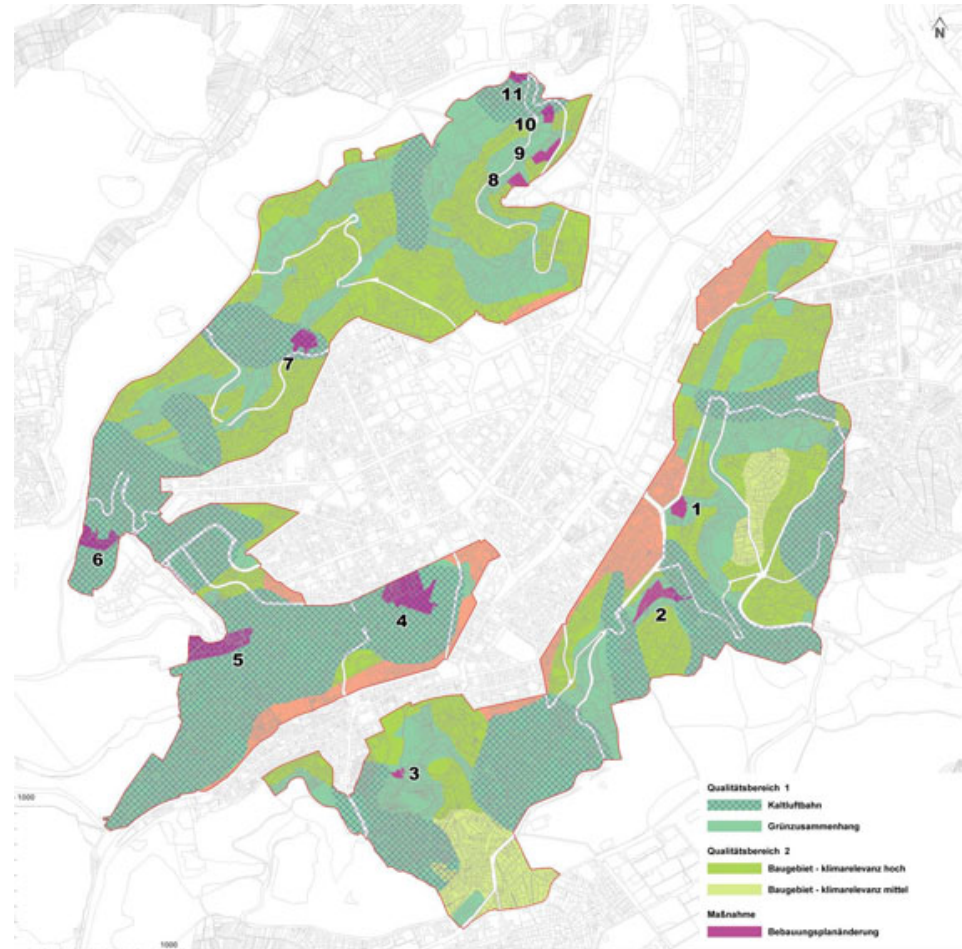 N
11
10
9
8
7
1
6
2
4
5
3
1000
1000
Qualitätsbereich 1
Kaltluftbahn
Grünzusammenhang
Qualitätsbereich 2
Baugebiet - klimarelevanz hoch
Baugebiet - klimarelevanz mittel
Maßnahme
Bebauungsplanänderung